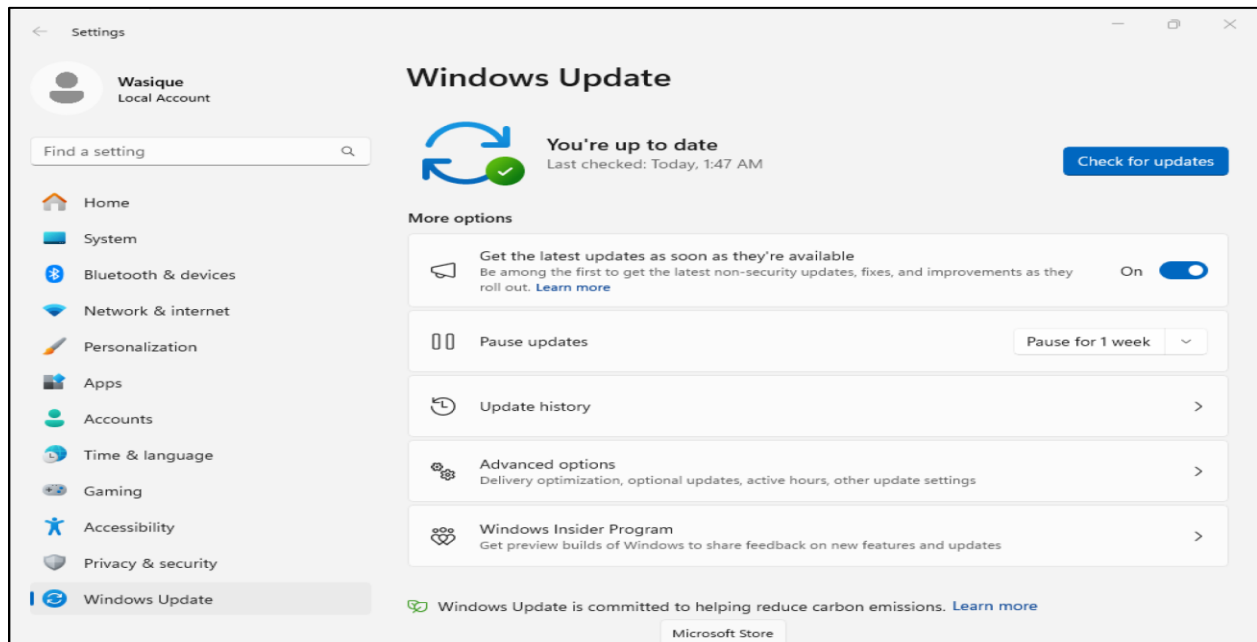 Settings
Wasique
Local Account
Find a setting
Home
System
Bluetooth & devices
Network & internet
Personalization
Apps
Accounts
Time & language
Gaming
Accessibility
Privacy & security
Windows Update
Windows Update
You're up to date
Last checked: Today, 1:47 AM
Check for updates
More options
Get the latest updates as soon as they're available
Be among the first to get the latest non-security updates, fixes, and improvements as they
roll out. Learn more
On
Pause updates
Pause for 1 week
Update history
Advanced options
Delivery optimization, optional updates, active hours, other update settings
Windows Insider Program
Get preview builds of Windows to share feedback on new features and updates
Windows Update is committed to helping reduce carbon emissions. Learn more
Microsoft Store